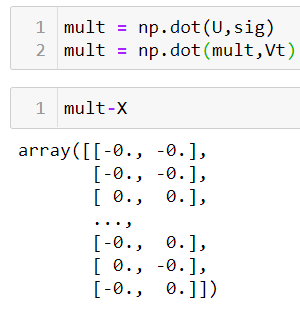 1 mult = np.dot(U,sig)
2 mult = np.dot(mult,Vt)
1 mult-X
array([[-0., -0.],
[-0., -0.],
[ 0., 0.],
...,
[-0., 0.],
[ 0., -0.],
[-0., 0.]])